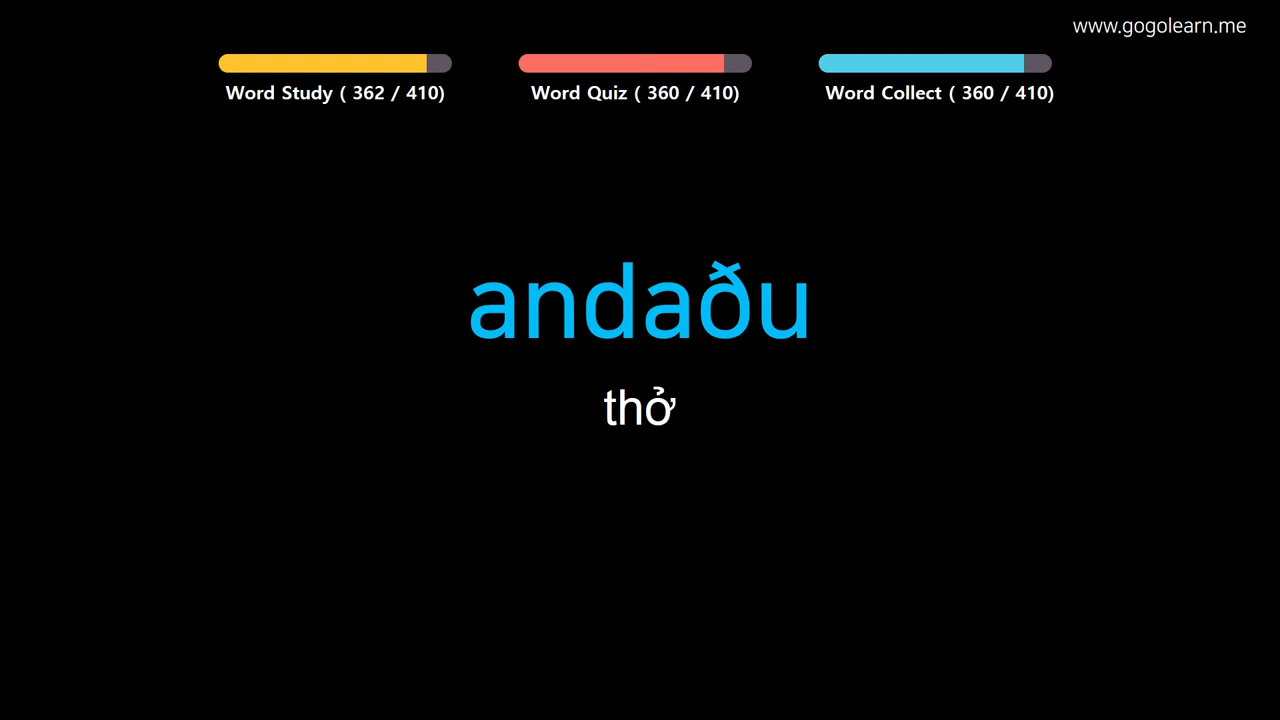 www.gogolearn.me
Word Study ( 362 / 410)
Word Quiz ( 360 / 410)
Word Collect ( 360 / 410)
andaðu
thở